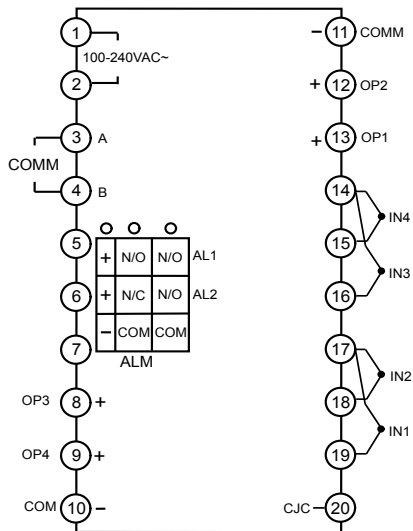 1
100-240VAC~
2
3 A
COMM
4 B
5
+ N/O N/O AL1
6
+ N/C N/O AL2
− COM COM
7
ALM
OP3 8 +
OP4 9 +
COM 10 −
− 11 COMM
+ 12 OP2
+ 13 OP1
14
IN4
15
IN3
16
17
IN2
18
IN1
19
CJC 20